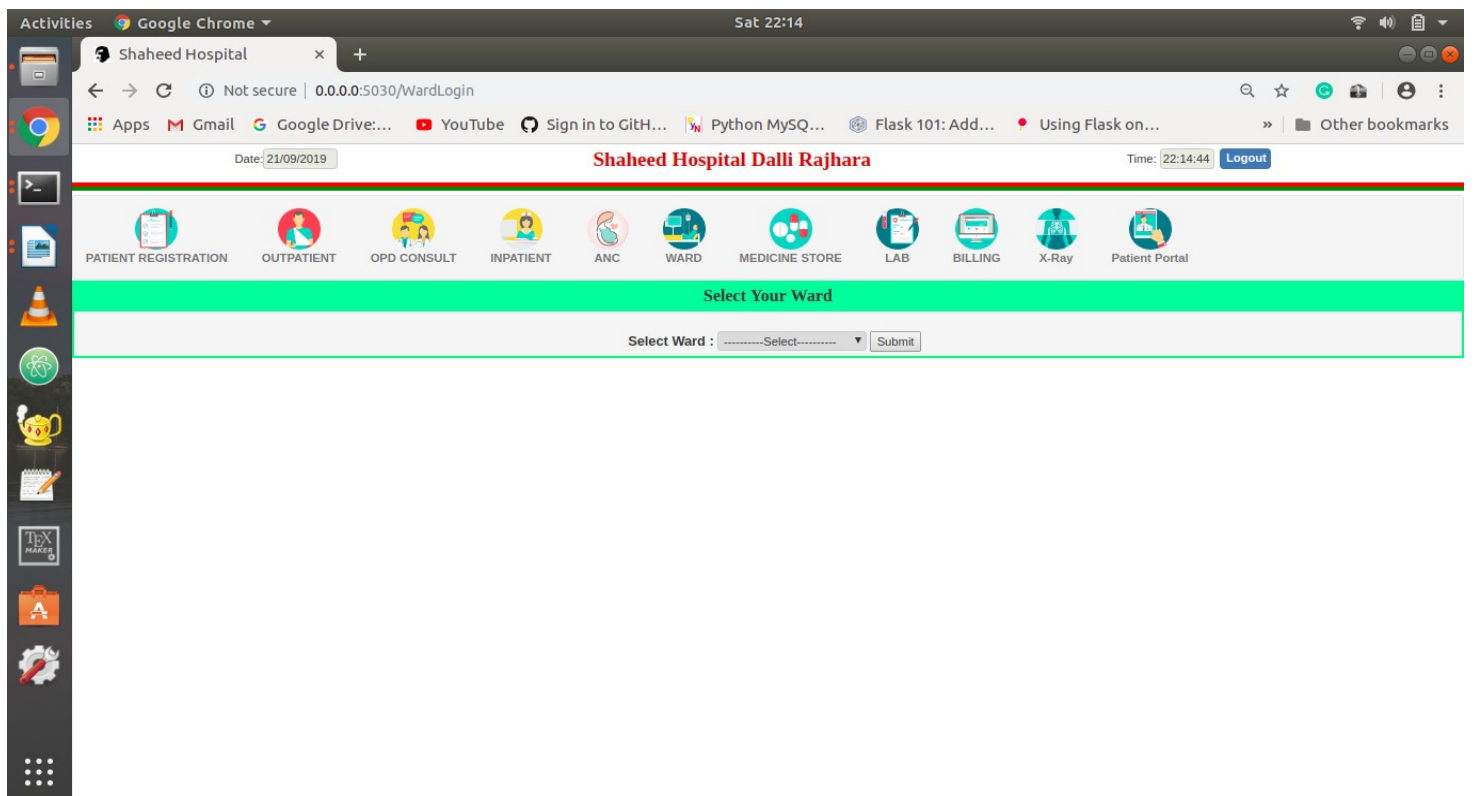 Activities Google Chrome Sat 22:14
Shaheed Hospital
Not secure | 0.0.0.0:5030/WardLogin
Apps Gmail Google Drive:... YouTube Sign in to GitH... Python MySQ... Flask 101: Add... Using Flask on... » Other bookmarks
Date: 21/09/2019 Shaheed Hospital Dalli Rajhara Time: 22:14:44 Logout
PATIENT REGISTRATION OUTPATIENT OPD CONSULT INPATIENT ANC WARD MEDICINE STORE LAB BILLING X-Ray Patient Portal
Select Your Ward
Select Ward : ----------Select---------- Submit
TEX
MAKER